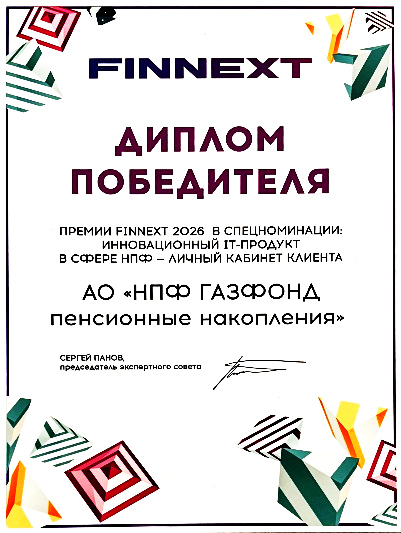 FINNEXT
ДИПЛОМ
ПОБЕДИТЕЛЯ
ПРЕМИИ FINNEXT 2026 В СПЕЦНОМИНАЦИИ:
ИННОВАЦИОННЫЙ IT-ПРОДУКТ
В СФЕРЕ НПФ – ЛИЧНЫЙ КАБИНЕТ КЛИЕНТА
АО «НПФ ГАЗФОНД
пенсионные накопления»
СЕРГЕЙ ПАНОВ,
председатель экспертного совета